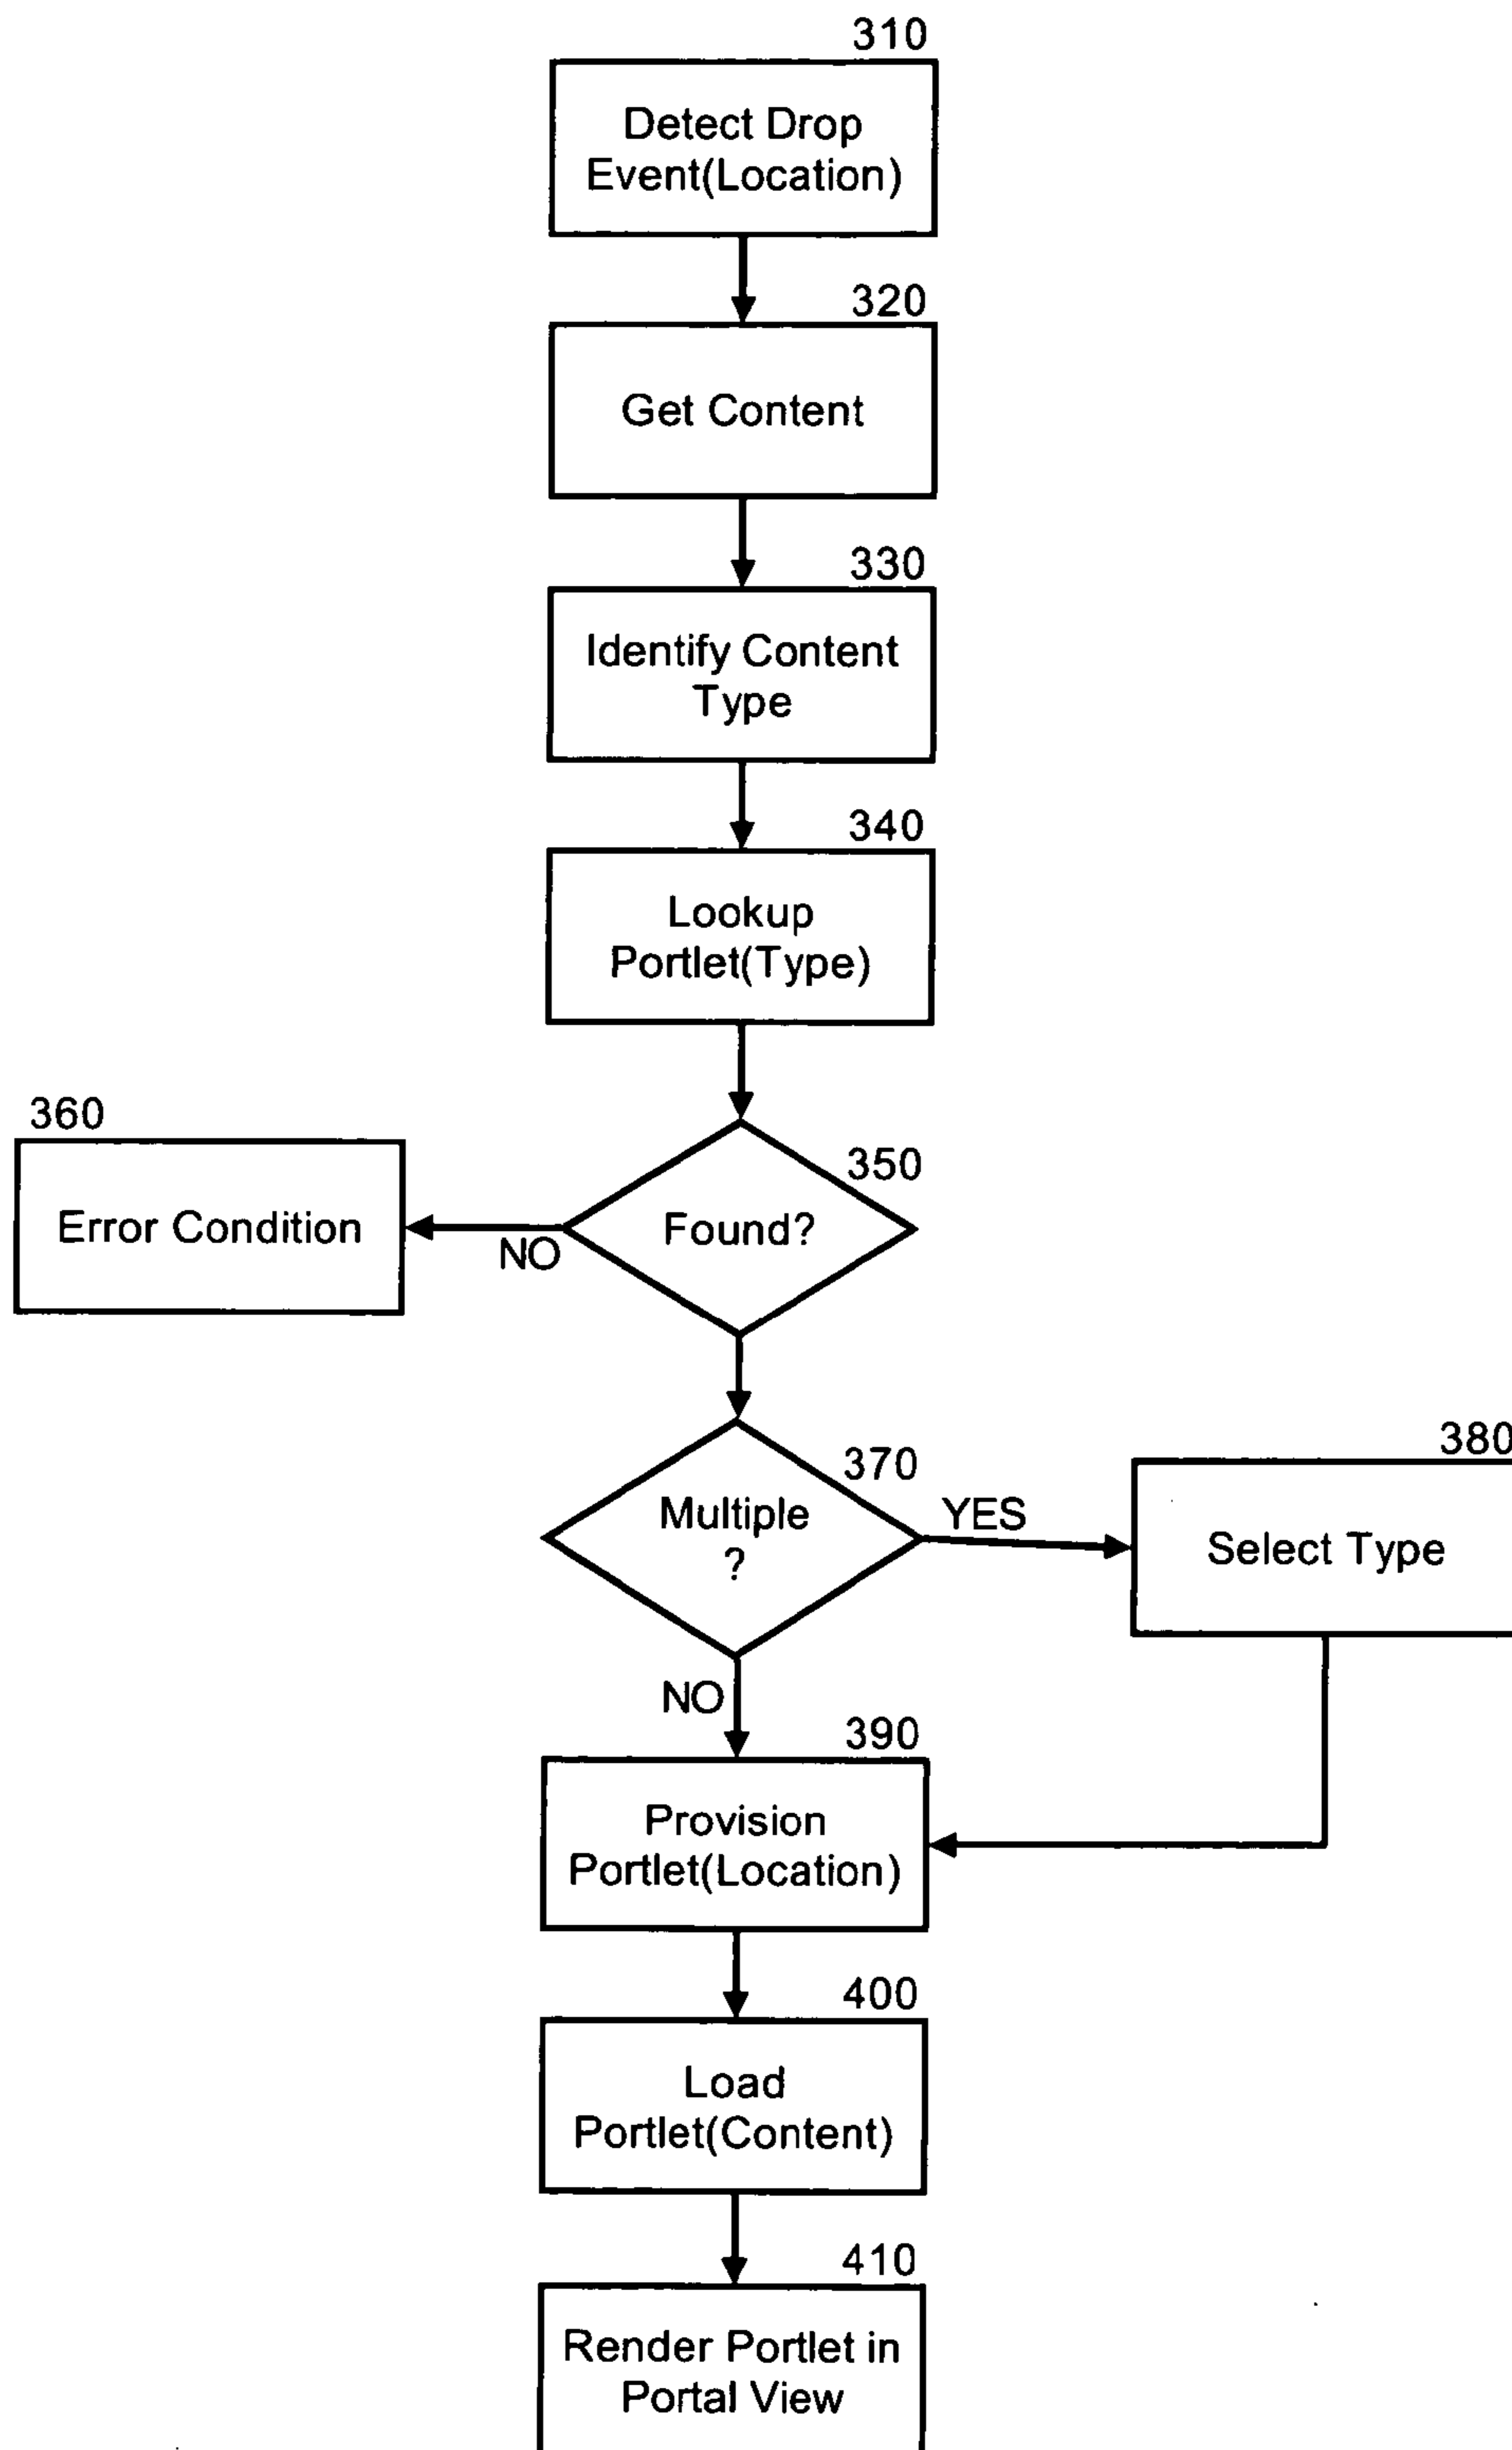 310
Detect Drop
Event(Location)
320
Get Content
330
Identify Content
Type
340
Lookup
Portlet(Type)
360
Error Condition
350
Found?
NO
370
Multiple
?
YES
380
Select Type
NO
390
Provision
Portlet(Location)
400
Load
Portlet(Content)
410
Render Portlet in
Portal View